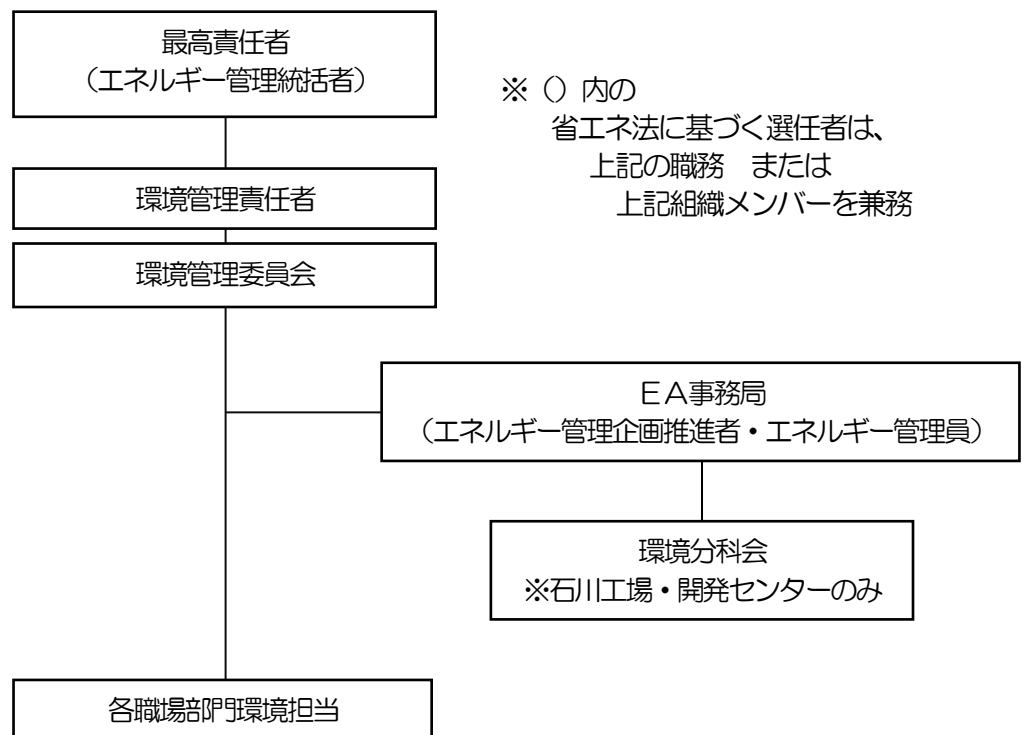 最高責任者
（エネルギー管理統括者）
※（）内の
省エネ法に基づく選任者は、
上記の職務　または
上記組織メンバーを兼務
環境管理責任者
環境管理委員会
ＥＡ事務局
（エネルギー管理企画推進者・エネルギー管理員）
環境分科会
※石川工場・開発センターのみ
各職場部門環境担当